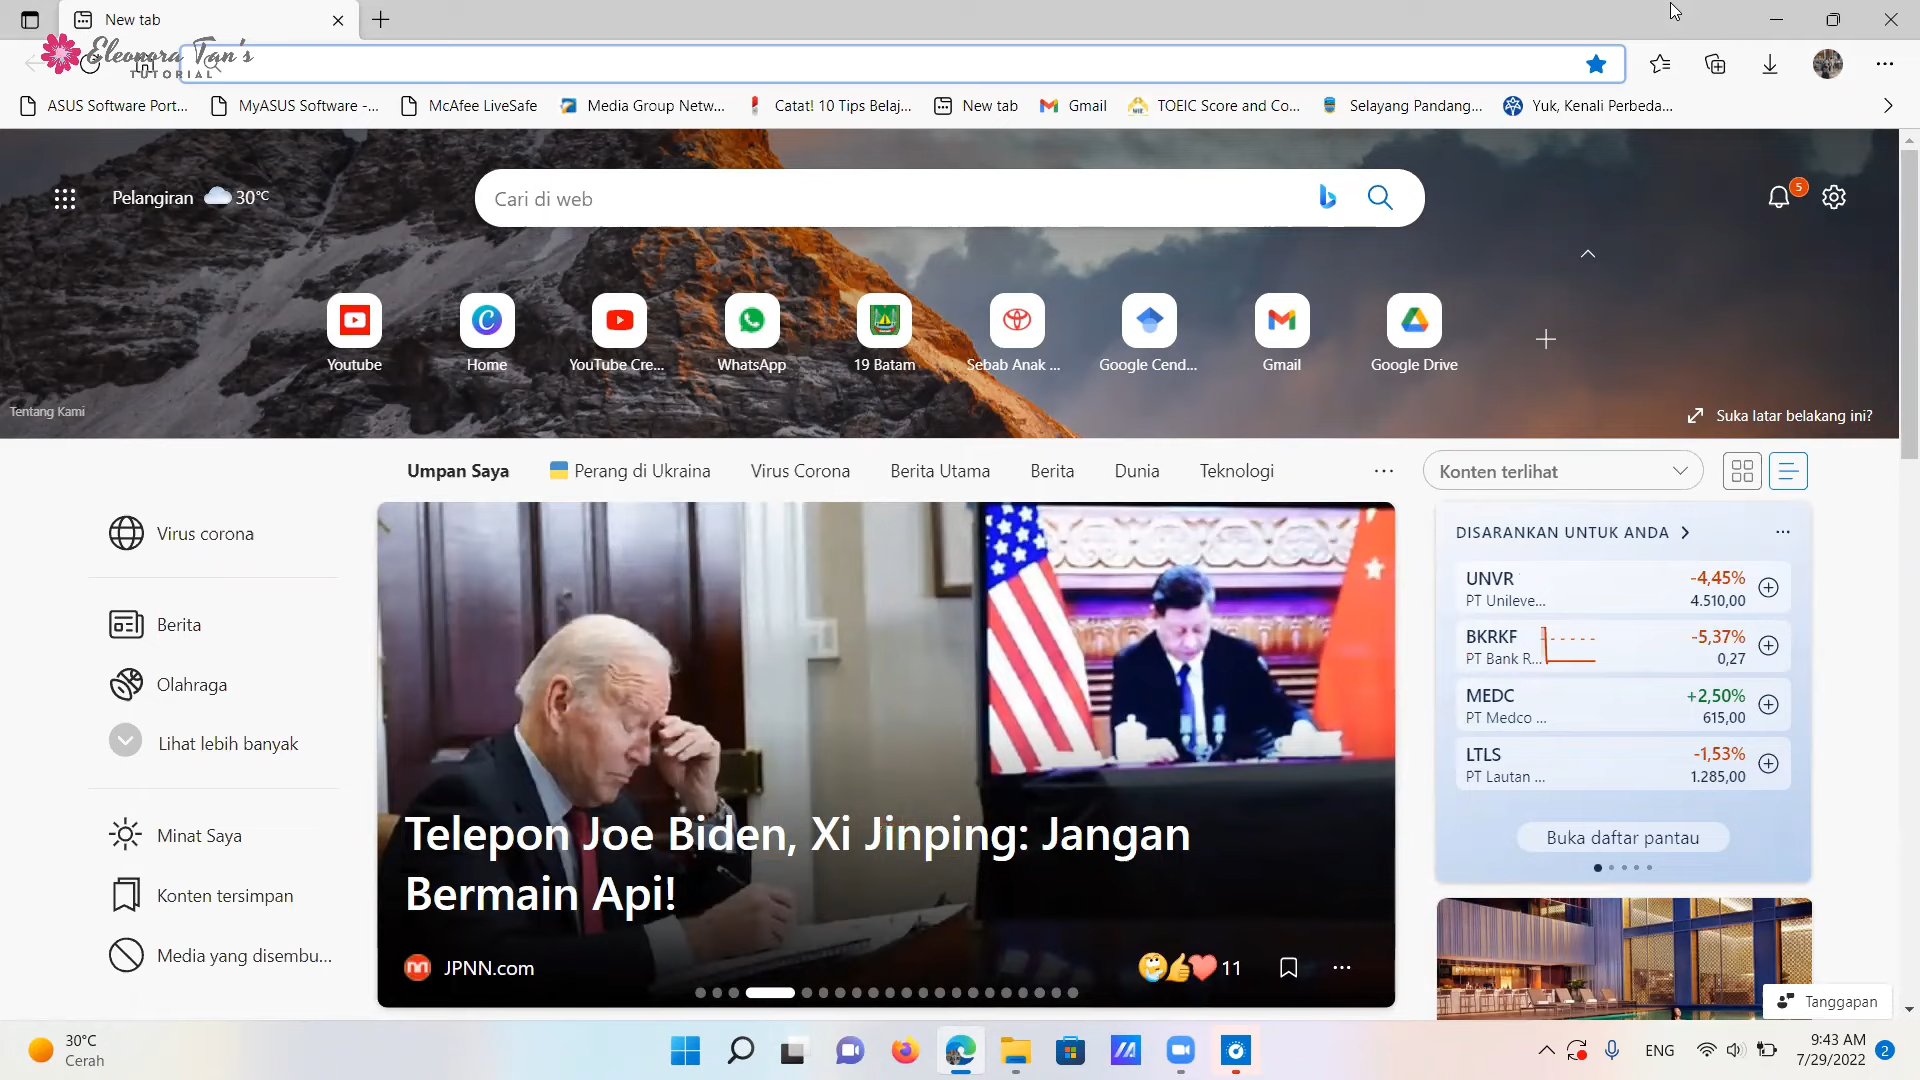 New tab
Eleonora Tan's
TUTORIAL
ASUS Software Port...
MyASUS Software -...
McAfee LiveSafe
Media Group Netw...
Catat! 10 Tips Belaj...
New tab
Gmail
TOEIC Score and Co...
Selayang Pandang...
Yuk, Kenali Perbeda...
Pelangiran
30°C
Cari di web
5
Youtube
Home
YouTube Cre...
WhatsApp
19 Batam
Sebab Anak ...
Google Cend...
Gmail
Google Drive
Tentang Kami
Suka latar belakang ini?
Umpan Saya
Perang di Ukraina
Virus Corona
Berita Utama
Berita
Dunia
Teknologi
Konten terlihat
Virus corona
Berita
Olahraga
Lihat lebih banyak
Minat Saya
Konten tersimpan
Media yang disembu...
Telepon Joe Biden, Xi Jinping: Jangan
Bermain Api!
JPNN.com
11
DISARANKAN UNTUK ANDA
UNVR -4,45%
PT Unileve... 4.510,00
BKRKF -5,37%
PT Bank R... 0,27
MEDC +2,50%
PT Medco ... 615,00
LTLS -1,53%
PT Lautan ... 1.285,00
Buka daftar pantau
Tanggapan
30°C
Cerah
ENG
9:43 AM
7/29/2022
2